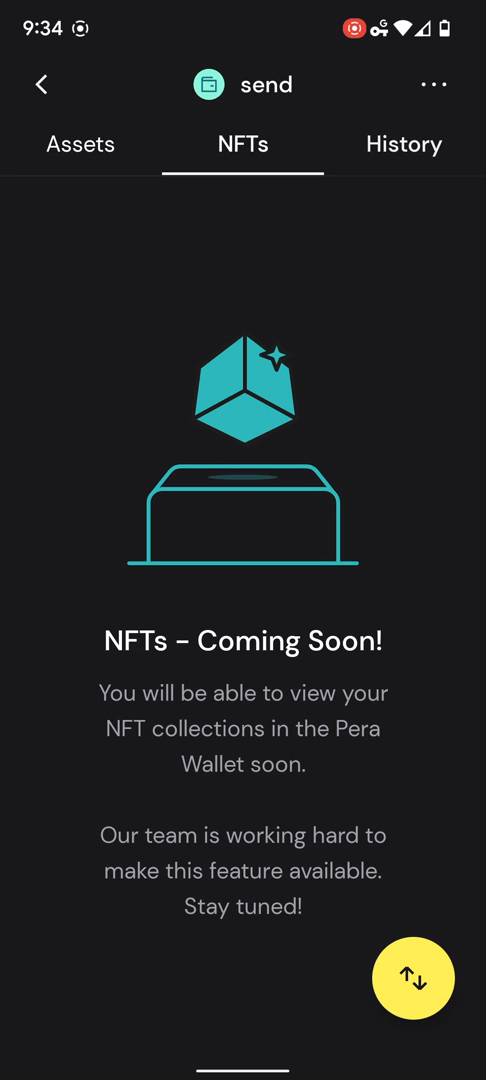 9:34
G
send
Assets NFTs History
NFTs - Coming Soon!
You will be able to view your
NFT collections in the Pera
Wallet soon.
Our team is working hard to
make this feature available.
Stay tuned!